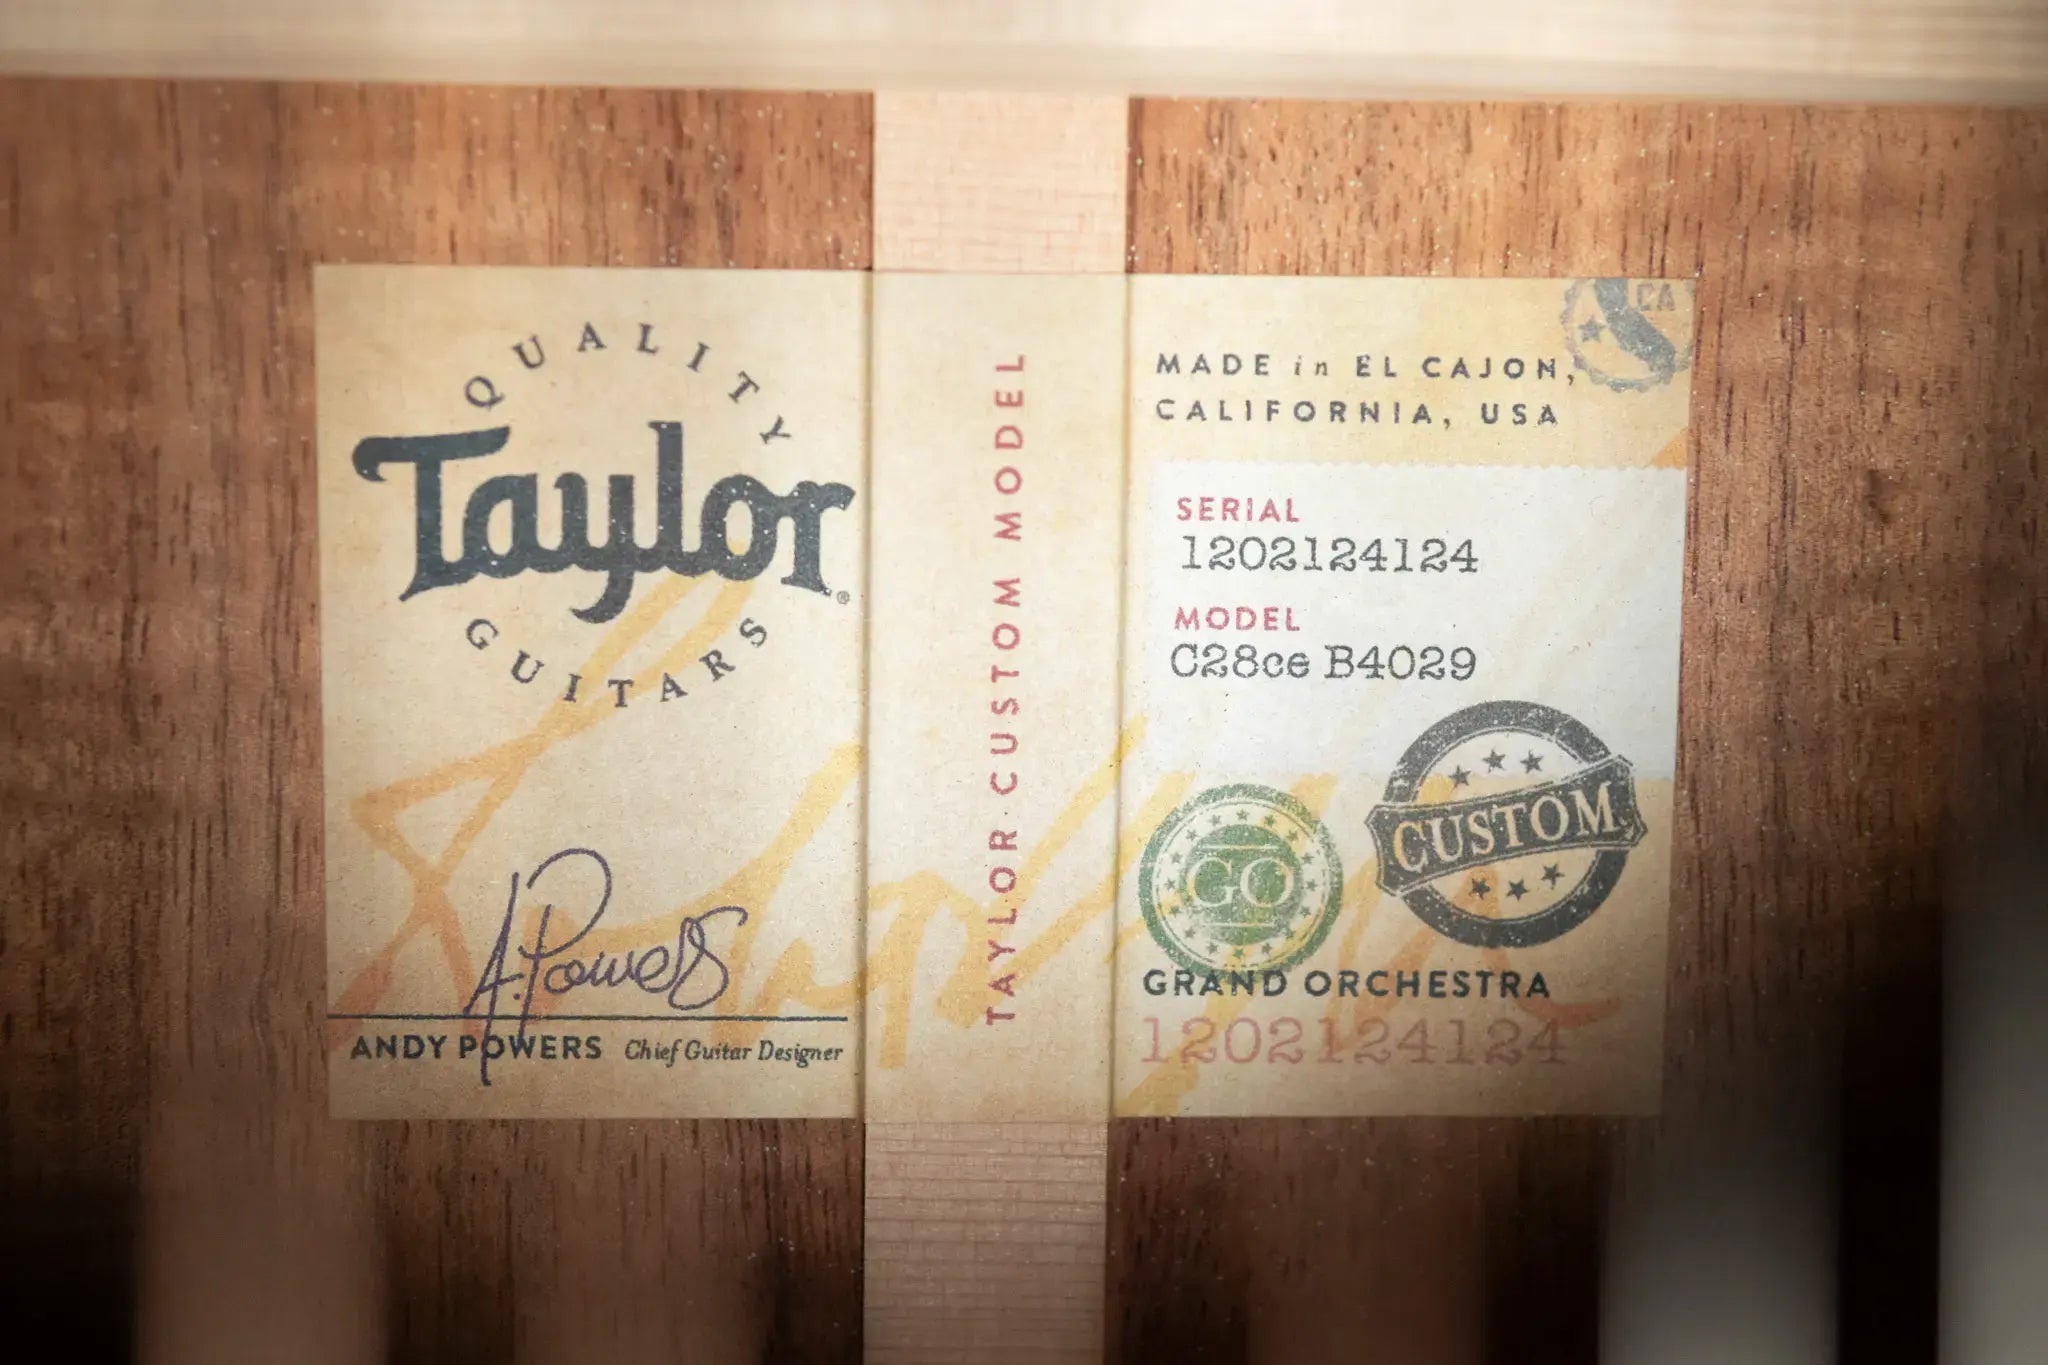 QUALITY
Taylor®
GUITARS
A.Powers
ANDY POWERS Chief Guitar Designer
TAYLOR·CUSTOM MODEL
CA
MADE in EL CAJON,
CALIFORNIA, USA
SERIAL
1202124124
MODEL
C28ce B4029
CUSTOM
GO
GRAND ORCHESTRA
1202124124